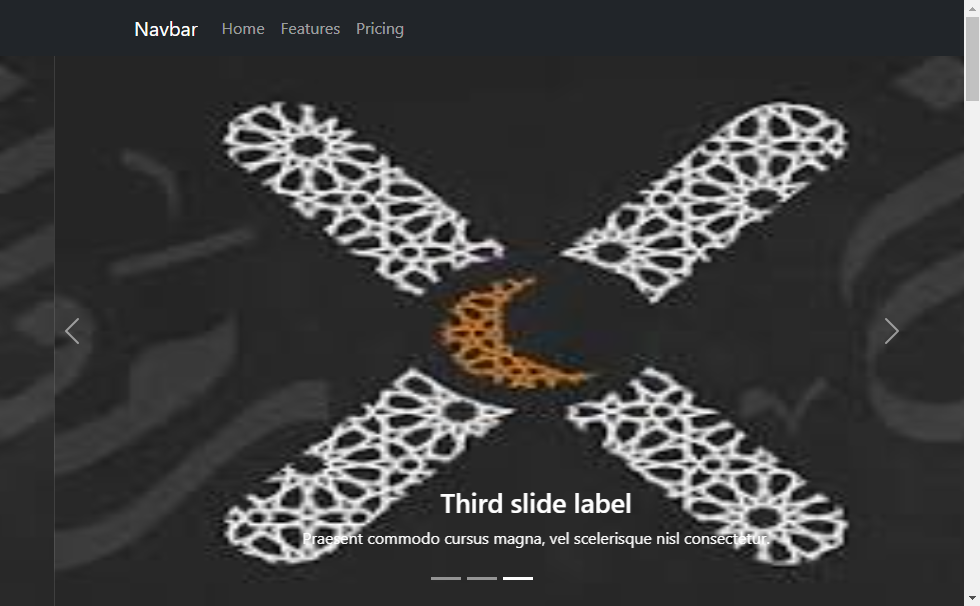 Navbar Home Features Pricing
Third slide label
Praesent commodo cursus magna, vel scelerisque nisl consectetur.